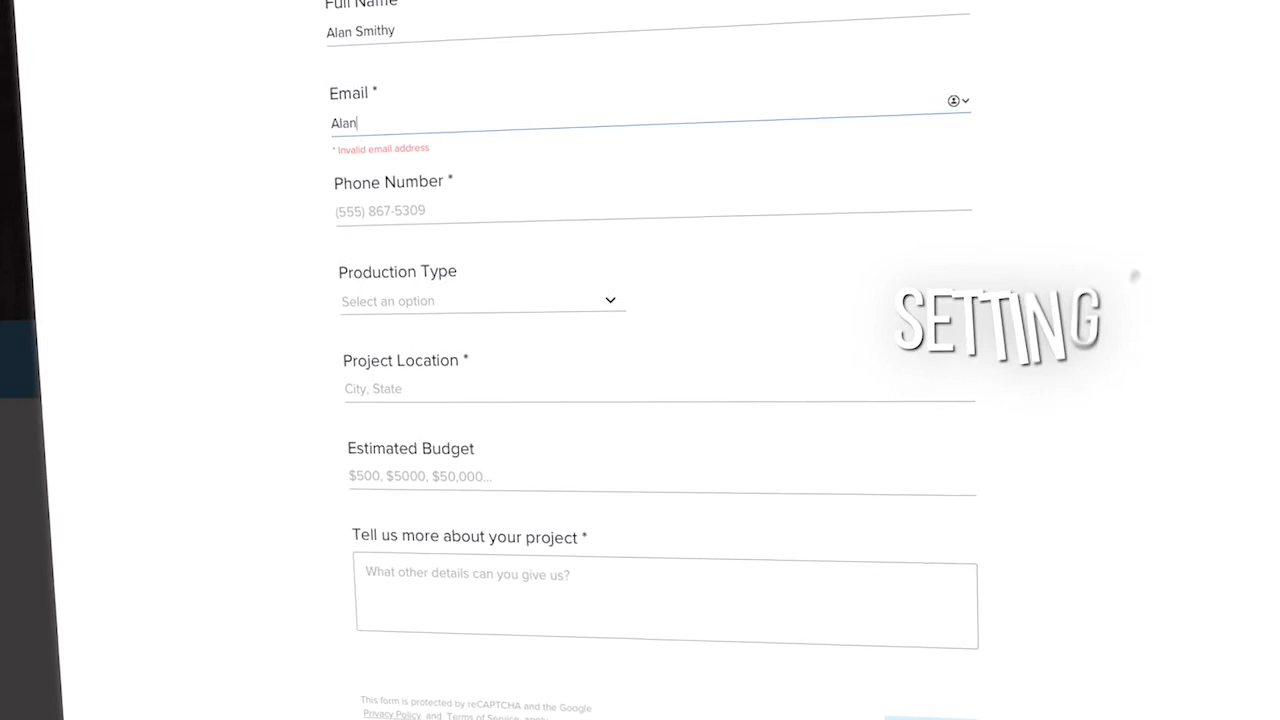 Full Name
Alan Smithy
Email *
Alan
* Invalid email address
Phone Number *
(555) 867-5309
Production Type
Select an option
SETTING
Project Location *
City, State
Estimated Budget
$500, $5000, $50,000...
Tell us more about your project *
What other details can you give us?
This form is protected by reCAPTCHA and the Google
Privacy Policy and Terms of Service apply.